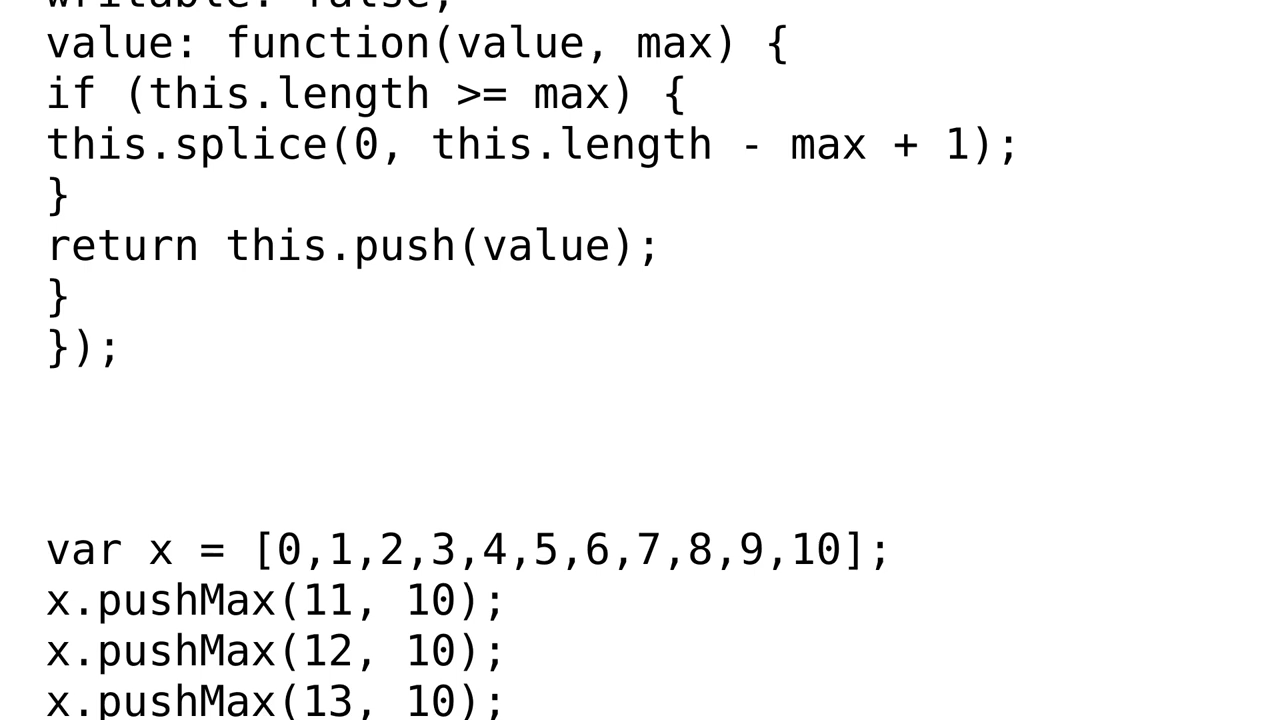 writable: false,
value: function(value, max) {
if (this.length >= max) {
this.splice(0, this.length - max + 1);
}
return this.push(value);
}
});
var x = [0,1,2,3,4,5,6,7,8,9,10];
x.pushMax(11, 10);
x.pushMax(12, 10);
x.pushMax(13, 10);